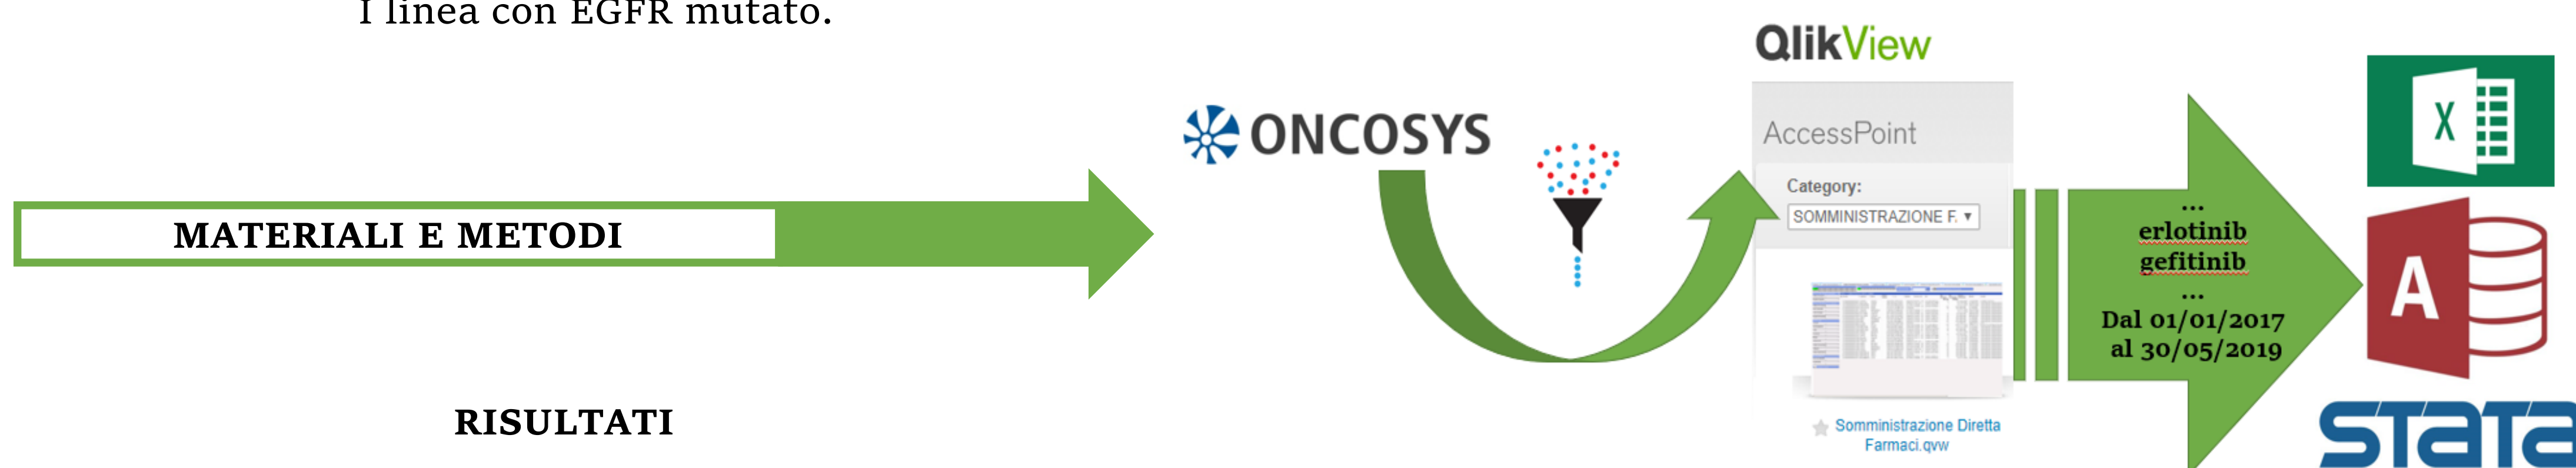 I linea con EGFR mutato.
MATERIALI E METODI
ONCOSYS
QlikView
AccessPoint
Category:
SOMMINISTRAZIONE F.
Somministrazione Diretta
Farmaci.qvw
...
erlotinib
gefitinib
...
Dal 01/01/2017
al 30/05/2019
X
A
STATA
RISULTATI